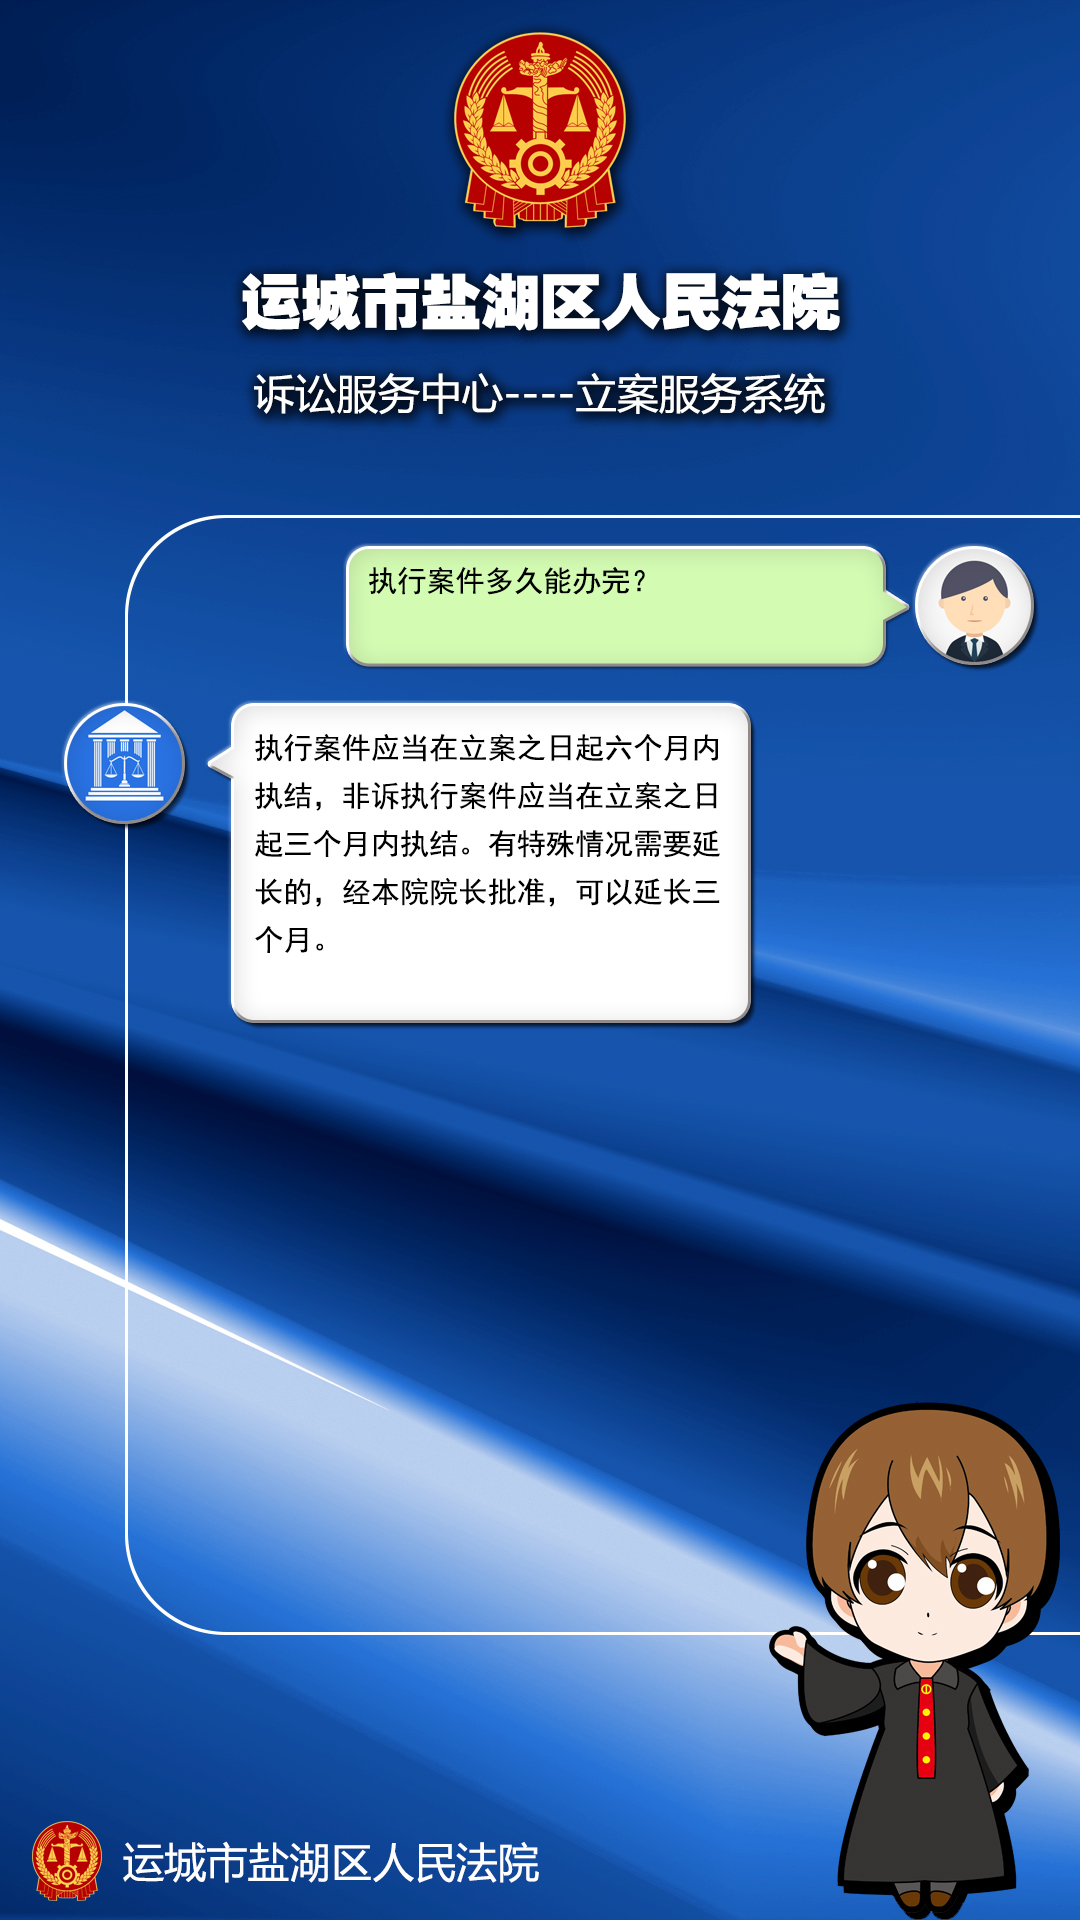 运城市盐湖区人民法院
诉讼服务中心----立案服务系统
执行案件多久能办完?
执行案件应当在立案之日起六个月内
执结，非诉执行案件应当在立案之日
起三个月内执结。有特殊情况需要延
长的，经本院院长批准，可以延长三
个月。
运城市盐湖区人民法院